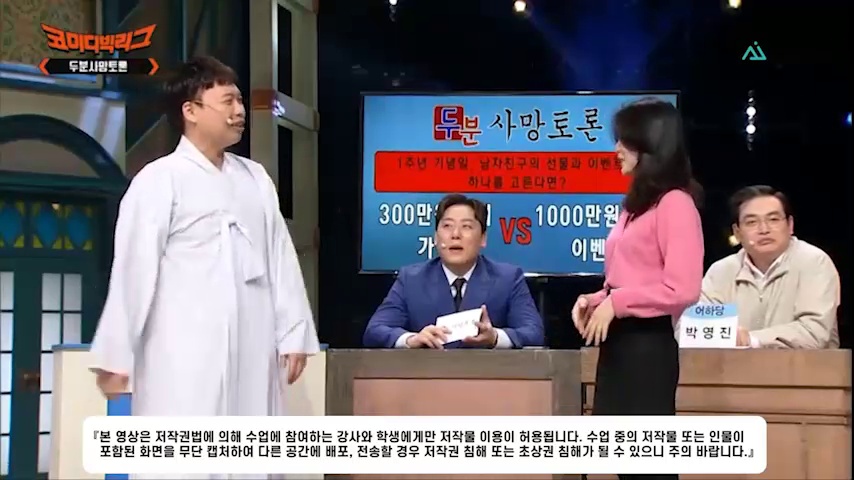 코미디빅리그
두분사망토론
두분 사망토론
1주년 기념일, 남자친구의 선물과 이벤트
하나를 고른다면?
300만
1000만원
가
VS
이벤
어하당
박영진
『본 영상은 저작권법에 의해 수업에 참여하는 강사와 학생에게만 저작물 이용이 허용됩니다. 수업 중의 저작물 또는 인물이
포함된 화면을 무단 캡처하여 다른 공간에 배포, 전송할 경우 저작권 침해 또는 초상권 침해가 될 수 있으니 주의 바랍니다.』